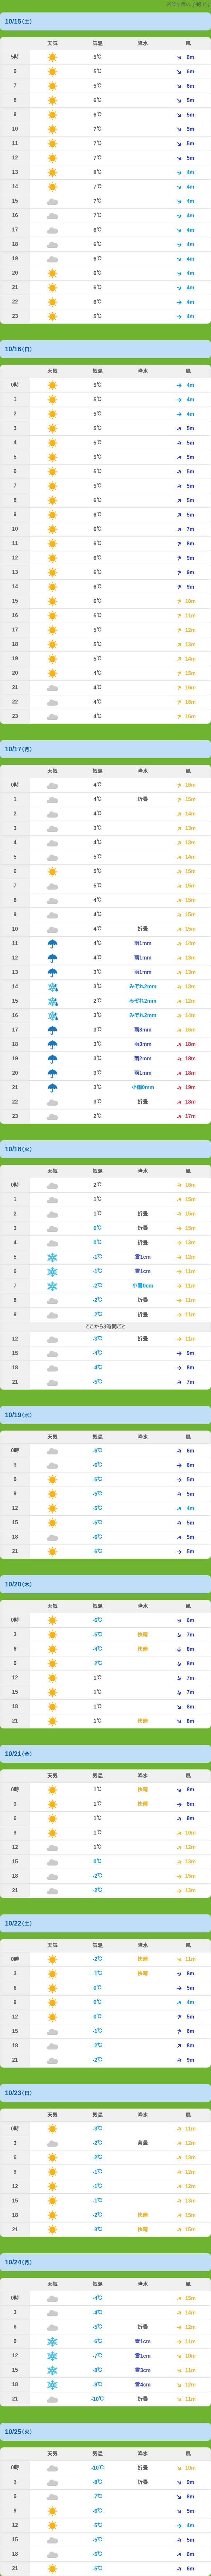 10/15(土)
天気 気温 降水 風
5時 5℃ 6m
6 5℃ 6m
7 5℃ 6m
8 6℃ 5m
9 6℃ 5m
10 7℃ 5m
11 7℃ 5m
12 7℃ 5m
13 8℃ 4m
14 7℃ 4m
15 7℃ 4m
16 7℃ 4m
17 6℃ 4m
18 6℃ 4m
19 6℃ 4m
20 6℃ 4m
21 6℃ 4m
22 6℃ 4m
23 5℃ 4m
10/16(日)
天気 気温 降水 風
0時 5℃ 4m
1 5℃ 4m
2 5℃ 4m
3 5℃ 5m
4 5℃ 5m
5 5℃ 5m
6 5℃ 5m
7 5℃ 5m
8 6℃ 5m
9 6℃ 5m
10 6℃ 7m
11 6℃ 8m
12 6℃ 9m
13 6℃ 9m
14 6℃ 9m
15 6℃ 10m
16 5℃ 11m
17 5℃ 12m
18 5℃ 13m
19 5℃ 14m
20 4℃ 15m
21 4℃ 16m
22 4℃ 16m
23 4℃ 16m
10/17(月)
天気 気温 降水 風
0時 4℃ 16m
1 4℃ 折曇 15m
2 4℃ 14m
3 3℃ 13m
4 4℃ 13m
5 5℃ 14m
6 5℃ 15m
7 5℃ 15m
8 4℃ 15m
9 4℃ 15m
10 4℃ 折曇 15m
11 4℃ 雨1mm 14m
12 4℃ 雨1mm 13m
13 3℃ 雨1mm 13m
14 3℃ みぞれ2mm 13m
15 2℃ みぞれ2mm 12m
16 3℃ みぞれ2mm 14m
17 3℃ 雨3mm 16m
18 3℃ 雨3mm 18m
19 3℃ 雨2mm 18m
20 3℃ 雨1mm 18m
21 3℃ 小雨0mm 19m
22 3℃ 折曇 18m
23 2℃ 17m
10/18(火)
天気 気温 降水 風
0時 2℃ 16m
1 1℃ 15m
2 1℃ 折曇 15m
3 0℃ 折曇 15m
4 0℃ 折曇 13m
5 -1℃ 雪1cm 12m
6 -1℃ 雪1cm 11m
7 -2℃ 小雪0cm 11m
8 -2℃ 折曇 11m
9 -2℃ 折曇 11m
ここから3時間ごと
12 -3℃ 折曇 11m
15 -4℃ 9m
18 -4℃ 8m
21 -5℃ 7m
10/19(水)
天気 気温 降水 風
0時 -6℃ 6m
3 -6℃ 6m
6 -6℃ 5m
9 -5℃ 5m
12 -5℃ 4m
15 -5℃ 5m
18 -6℃ 5m
21 -6℃ 5m
10/20(木)
天気 気温 降水 風
0時 -6℃ 6m
3 -5℃ 快晴 7m
6 -4℃ 快晴 8m
9 -2℃ 8m
12 1℃ 7m
15 1℃ 7m
18 1℃ 8m
21 1℃ 快晴 8m
10/21(金)
天気 気温 降水 風
0時 1℃ 快晴 8m
3 1℃ 快晴 8m
6 1℃ 8m
9 1℃ 10m
12 1℃ 12m
15 0℃ 13m
18 -2℃ 15m
21 -2℃ 13m
10/22(土)
天気 気温 降水 風
0時 -2℃ 快晴 11m
3 -1℃ 快晴 8m
6 0℃ 5m
9 0℃ 4m
12 0℃ 5m
15 -1℃ 6m
18 -2℃ 8m
21 -2℃ 9m
10/23(日)
天気 気温 降水 風
0時 -3℃ 11m
3 -2℃ 薄曇 12m
6 -2℃ 13m
9 -1℃ 12m
12 -1℃ 12m
15 -1℃ 13m
18 -2℃ 快晴 15m
21 -3℃ 快晴 15m
10/24(月)
天気 気温 降水 風
0時 -4℃ 15m
3 -4℃ 14m
6 -5℃ 折曇 12m
9 -6℃ 雪1cm 11m
12 -7℃ 雪1cm 10m
15 -8℃ 雪3cm 11m
18 -9℃ 雪4cm 12m
21 -10℃ 折曇 11m
10/25(火)
天気 気温 降水 風
0時 -10℃ 折曇 10m
3 -8℃ 折曇 9m
6 -7℃ 8m
9 -6℃ 5m
12 -5℃ 4m
15 -5℃ 5m
18 -5℃ 6m
21 -5℃ 6m